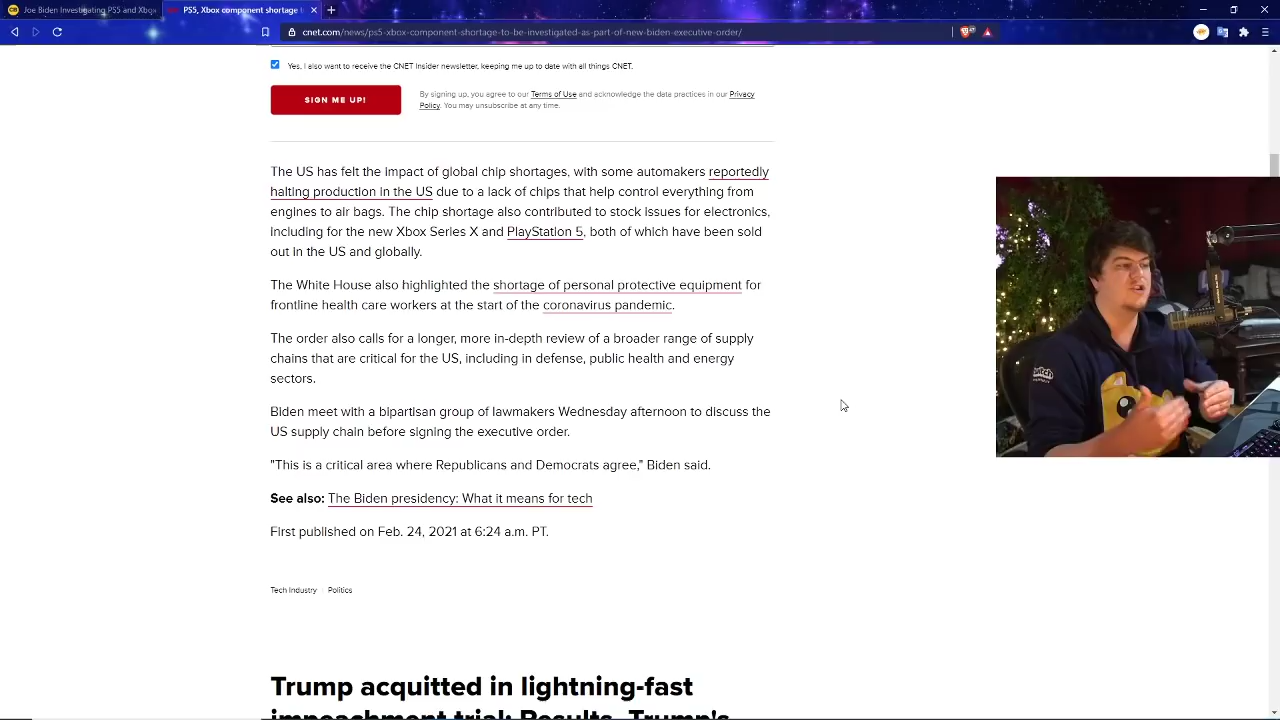 Joe Biden Investigating PS5 and Xbo
PS5, Xbox component shortage t
cnet.com/news/ps5-xbox-component-shortage-to-be-investigated-as-part-of-new-biden-executive-order/
Yes, I also want to receive the CNET Insider newsletter, keeping me up to date with all things CNET.
SIGN ME UP!
By signing up, you agree to our Terms of Use and acknowledge the data practices in our Privacy
Policy. You may unsubscribe at any time.
The US has felt the impact of global chip shortages, with some automakers reportedly
halting production in the US due to a lack of chips that help control everything from
engines to air bags. The chip shortage also contributed to stock issues for electronics,
including for the new Xbox Series X and PlayStation 5, both of which have been sold
out in the US and globally.
The White House also highlighted the shortage of personal protective equipment for
frontline health care workers at the start of the coronavirus pandemic.
The order also calls for a longer, more in-depth review of a broader range of supply
chains that are critical for the US, including in defense, public health and energy
sectors.
Biden meet with a bipartisan group of lawmakers Wednesday afternoon to discuss the
US supply chain before signing the executive order.
"This is a critical area where Republicans and Democrats agree," Biden said.
See also: The Biden presidency: What it means for tech
First published on Feb. 24, 2021 at 6:24 a.m. PT.
Tech Industry Politics
Trump acquitted in lightning-fast
impeachment trial: Results, Trump's